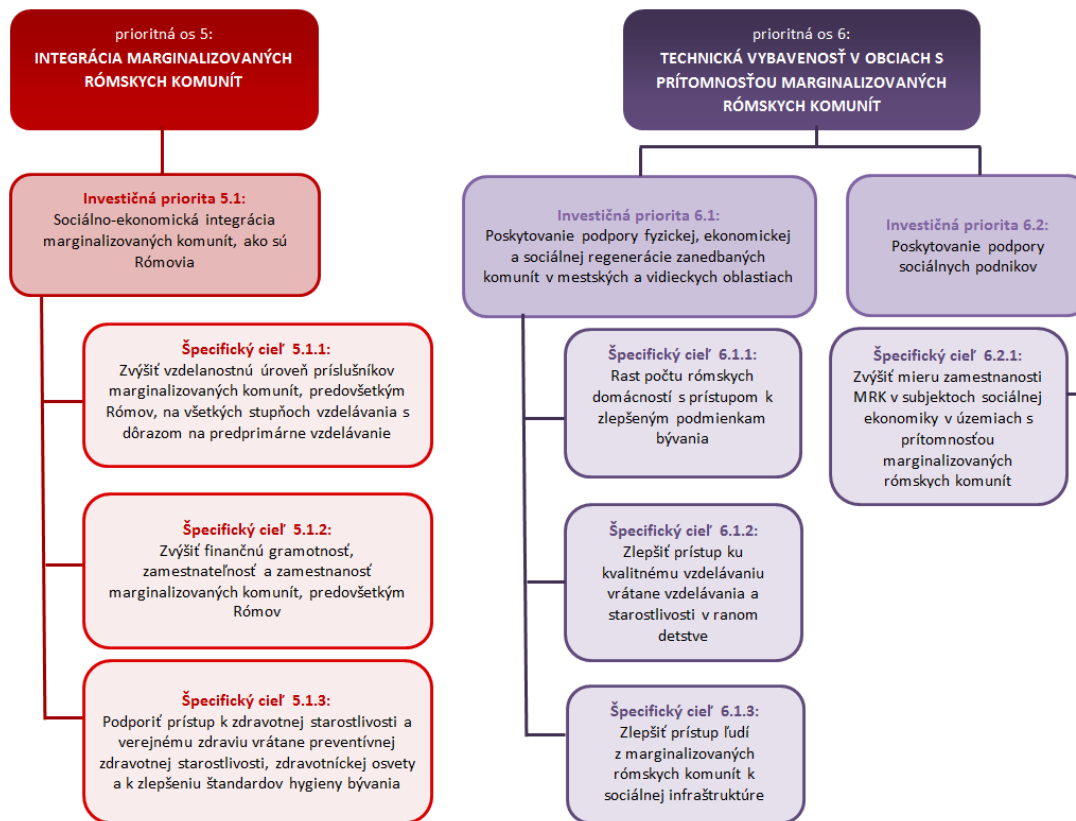 prioritná os 5:
INTEGRÁCIA MARGINALIZOVANÝCH
RÓMSKYCH KOMUNÍT
Investičná priorita 5.1:
Sociálno-ekonomická integrácia
marginalizovaných komunít, ako sú
Rómovia
Špecifický cieľ 5.1.1:
Zvýšiť vzdelanostnú úroveň príslušníkov
marginalizovaných komunít, predovšetkým
Rómov, na všetkých stupňoch vzdelávania s
dôrazom na predprimárne vzdelávanie
Špecifický cieľ 5.1.2:
Zvýšiť finančnú gramotnosť,
zamestnateľnosť a zamestnanosť
marginalizovaných komunít, predovšetkým
Rómov
Špecifický cieľ 5.1.3:
Podporiť prístup k zdravotnej starostlivosti a
verejnému zdraviu vrátane preventívnej
zdravotnej starostlivosti, zdravotníckej osvety
a k zlepšeniu štandardov hygieny bývania
prioritná os 6:
TECHNICKÁ VYBAVENOSŤ V OBCIACH S
PRÍTOMNOSŤOU MARGINALIZOVANÝCH
RÓMSKYCH KOMUNÍT
Investičná priorita 6.1:
Poskytovanie podpory fyzickej, ekonomickej
a sociálnej regenerácie zanedbaných
komunít v mestských a vidieckych oblastiach
Špecifický cieľ 6.1.1:
Rast počtu rómskych
domácností s prístupom k
zlepšeným podmienkam
bývania
Špecifický cieľ 6.1.2:
Zlepšiť prístup ku
kvalitnému vzdelávaniu
vrátane vzdelávania a
starostlivosti v ranom
detstve
Špecifický cieľ 6.1.3:
Zlepšiť prístup ľudí
z marginalizovaných
rómskych komunít k
sociálnej infraštruktúre
Investičná priorita 6.2:
Poskytovanie podpory
sociálnych podnikov
Špecifický cieľ 6.2.1:
Zvýšiť mieru zamestnanosti
MRK v subjektoch sociálnej
ekonomiky v územiach s
prítomnosťou
marginalizovaných
rómskych komunít